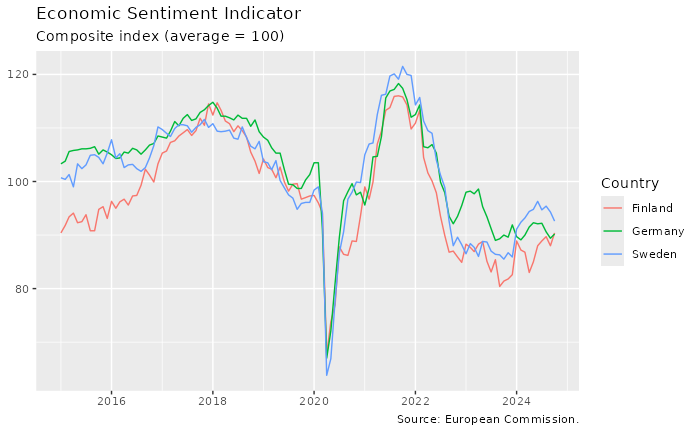 Economic Sentiment Indicator
Composite index (average = 100)
120
100
80
2016
2018
2020
2022
2024
Country
Finland
Germany
Sweden
Source: European Commission.